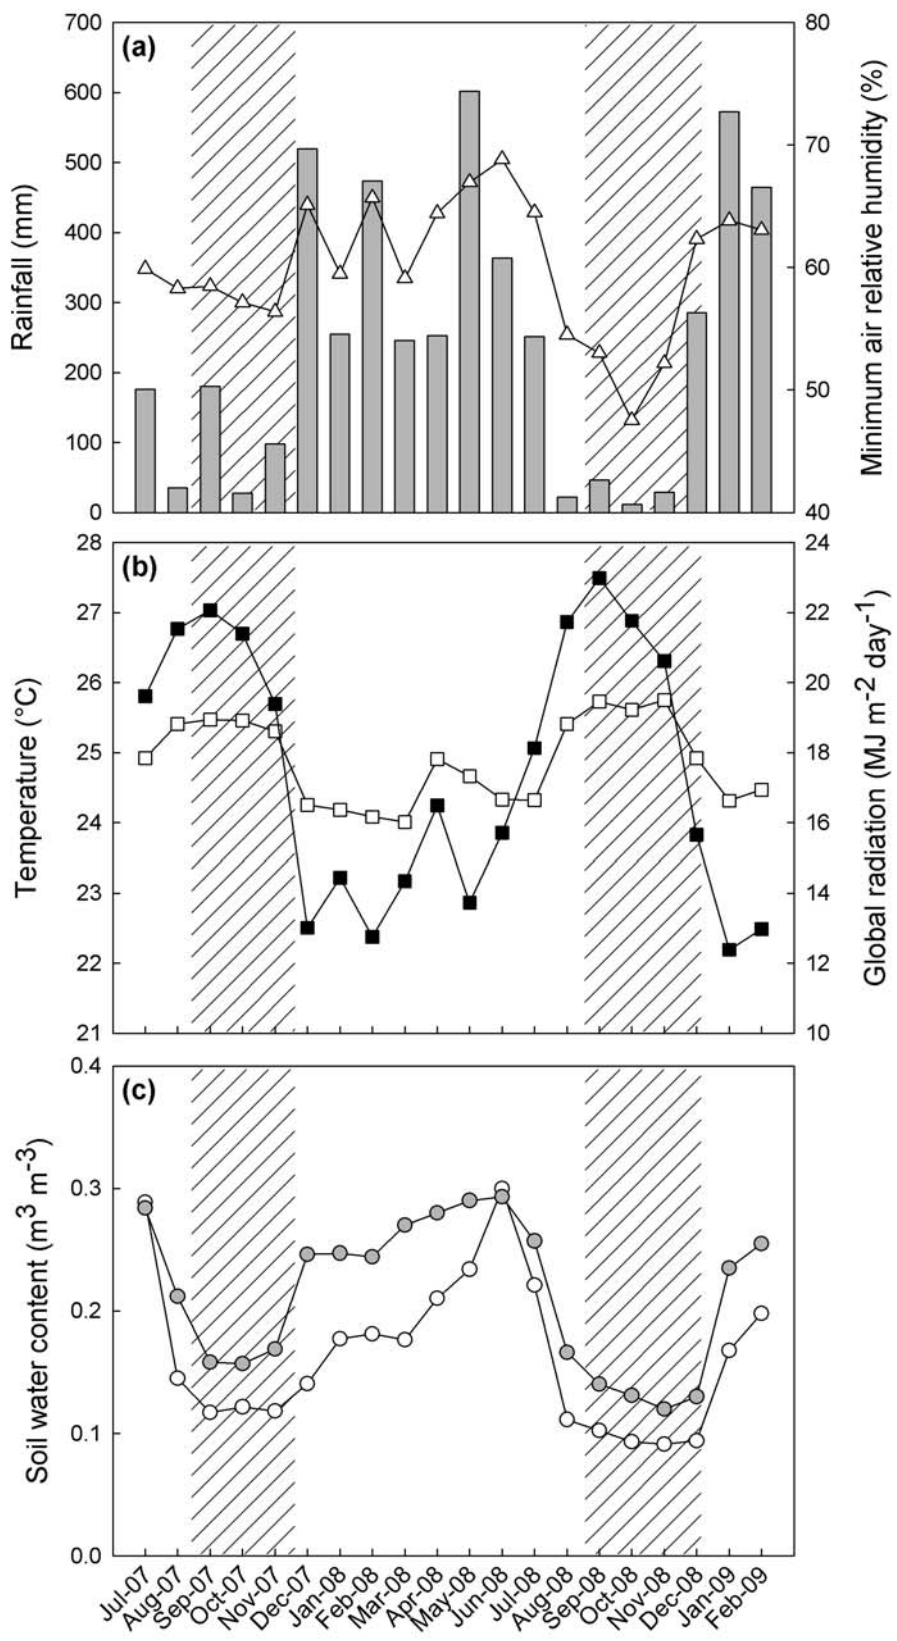 (a)
700
600
500
400
300
200
100
0
Rainfall (mm)
80
70
60
50
40
Minimum air relative humidity (%)
(b)
28
27
26
25
24
23
22
21
Temperature (°C)
24
22
20
18
16
14
12
10
Global radiation (MJ m⁻² day⁻¹)
(c)
0.4
0.3
0.2
0.1
0.0
Soil water content (m³ m⁻³)
Jul-07
Aug-07
Sep-07
Oct-07
Nov-07
Dec-07
Jan-08
Feb-08
Mar-08
Apr-08
May-08
Jun-08
Jul-08
Aug-08
Sep-08
Oct-08
Nov-08
Dec-08
Jan-09
Feb-09